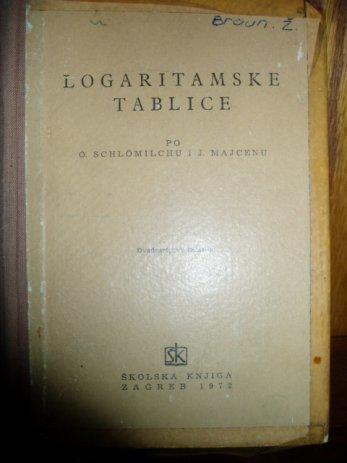 Braun. Ž.
LOGARITAMSKE
TABLICE
PO
O. SCHLÖMILCHU I J. MAJCENU
ŠK
ŠKOLSKA KNJIGA
ZAGREB 1972